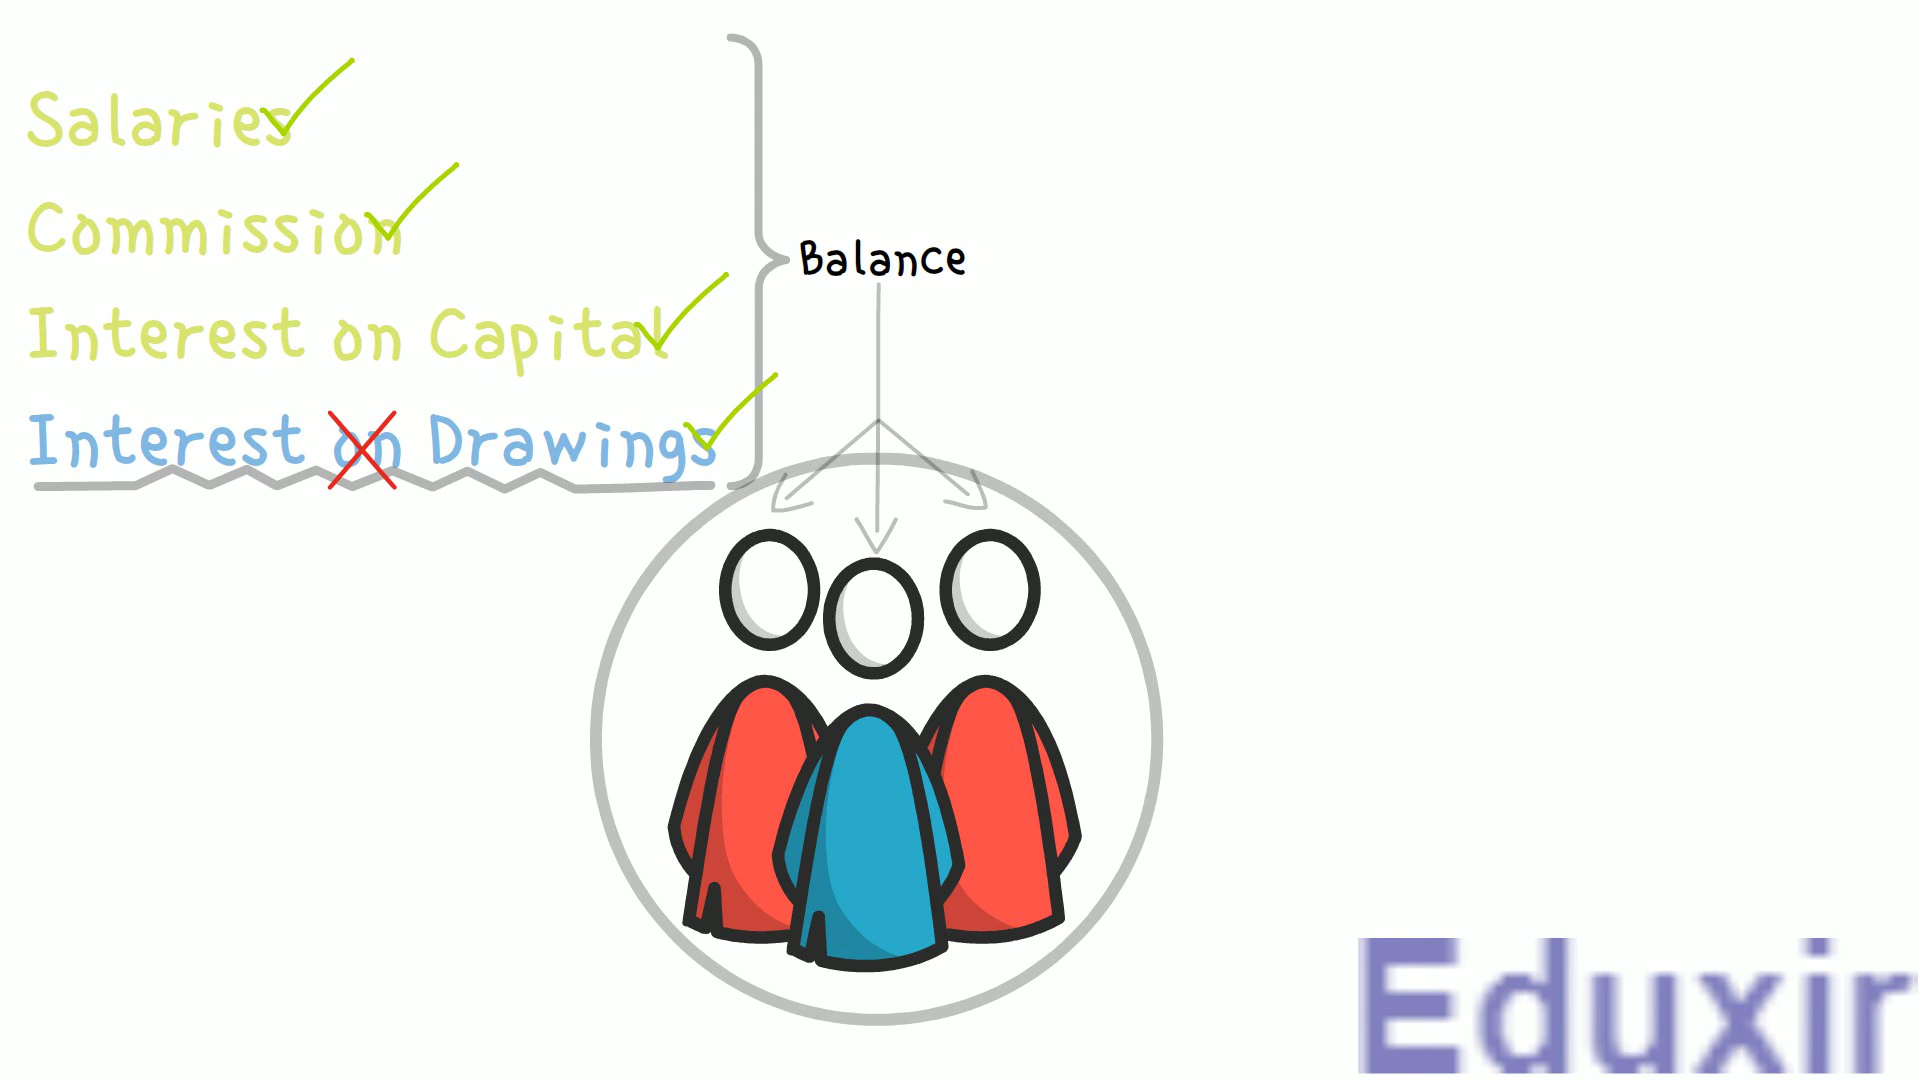 Salaries
Commission
Interest on Capital
Interest on Drawings
Balance
Eduxir